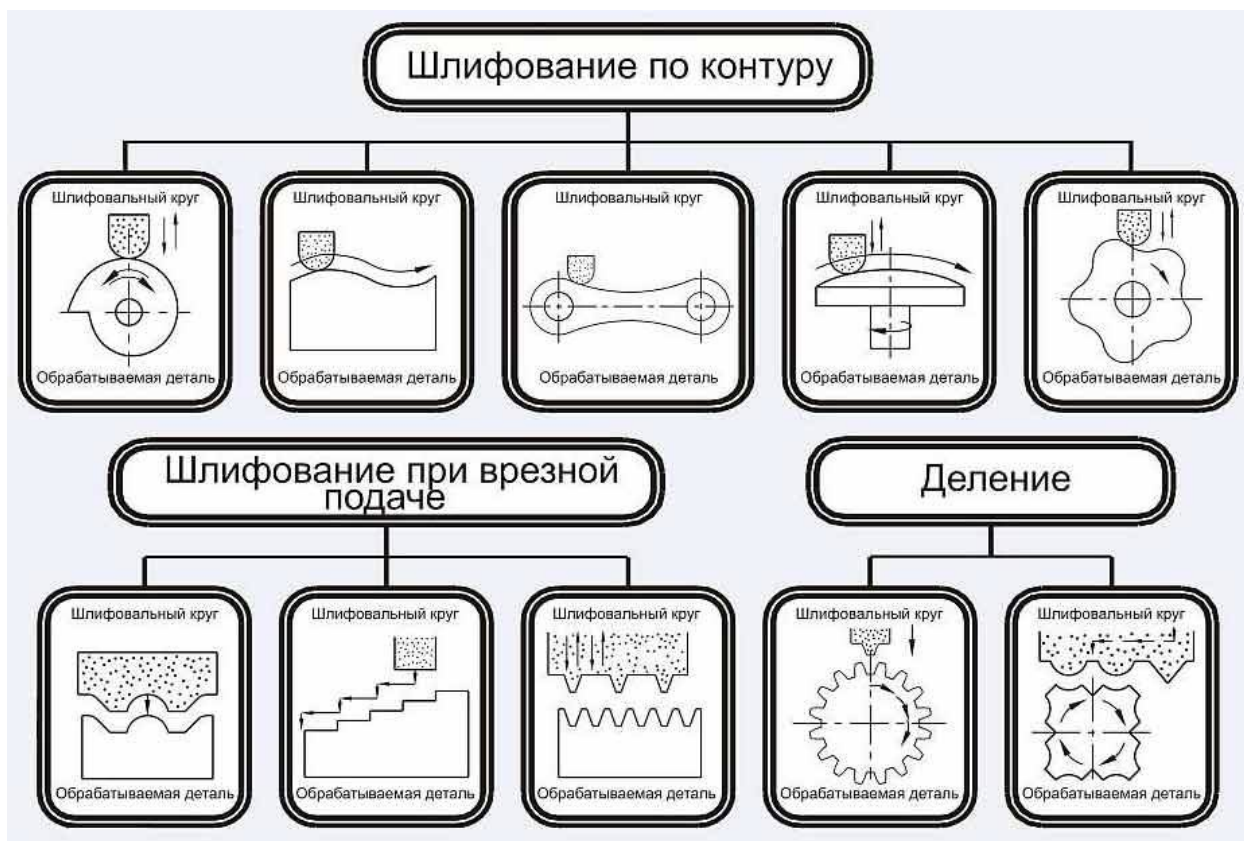 Шлифование по контуру
Шлифовальный круг
Обрабатываемая деталь
Шлифовальный круг
Обрабатываемая деталь
Шлифовальный круг
Обрабатываемая деталь
Шлифовальный круг
Обрабатываемая деталь
Шлифовальный круг
Обрабатываемая деталь
Шлифование при врезной
подаче
Шлифовальный круг
Обрабатываемая деталь
Шлифовальный круг
Обрабатываемая деталь
Шлифовальный круг
Обрабатываемая деталь
Деление
Шлифовальный круг
Обрабатываемая деталь
Шлифовальный круг
Обрабатываемая деталь